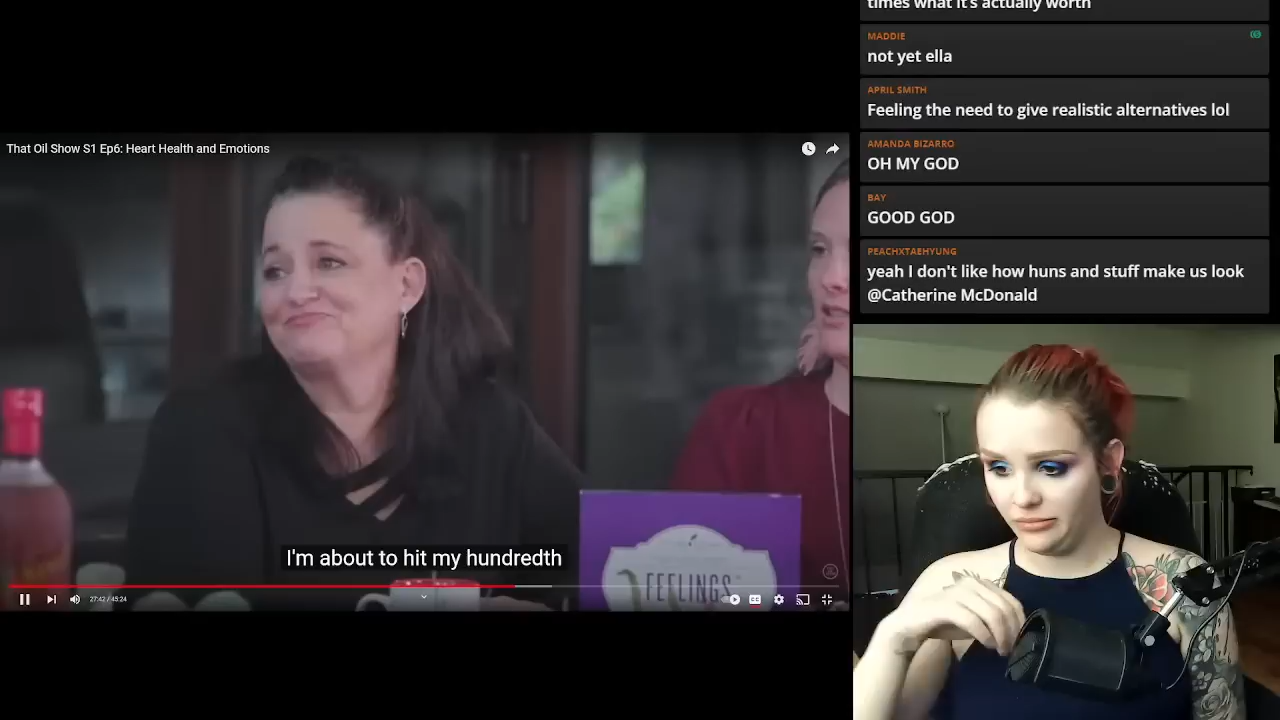 times what it's actually worth
MADDIE
not yet ella
APRIL SMITH
Feeling the need to give realistic alternatives lol
AMANDA BIZARRO
OH MY GOD
BAY
GOOD GOD
PEACHXTAEHYUNG
yeah I don't like how huns and stuff make us look
@Catherine McDonald
That Oil Show S1 Ep6: Heart Health and Emotions
I'm about to hit my hundredth
FEELINGS
27:42 / 45:24